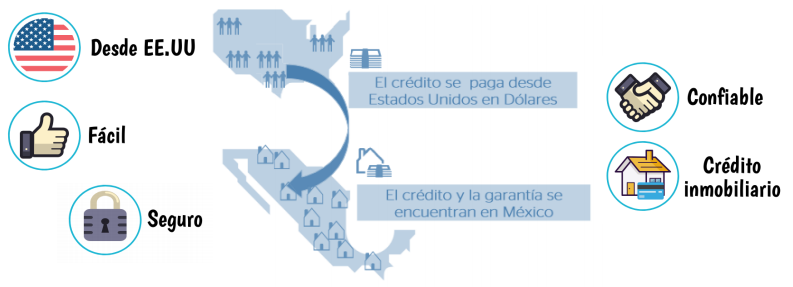 Desde EE.UU
Fácil
Seguro
El crédito se paga desde
Estados Unidos en Dólares
El crédito y la garantía se
encuentran en México
Confiable
Crédito
inmobiliario